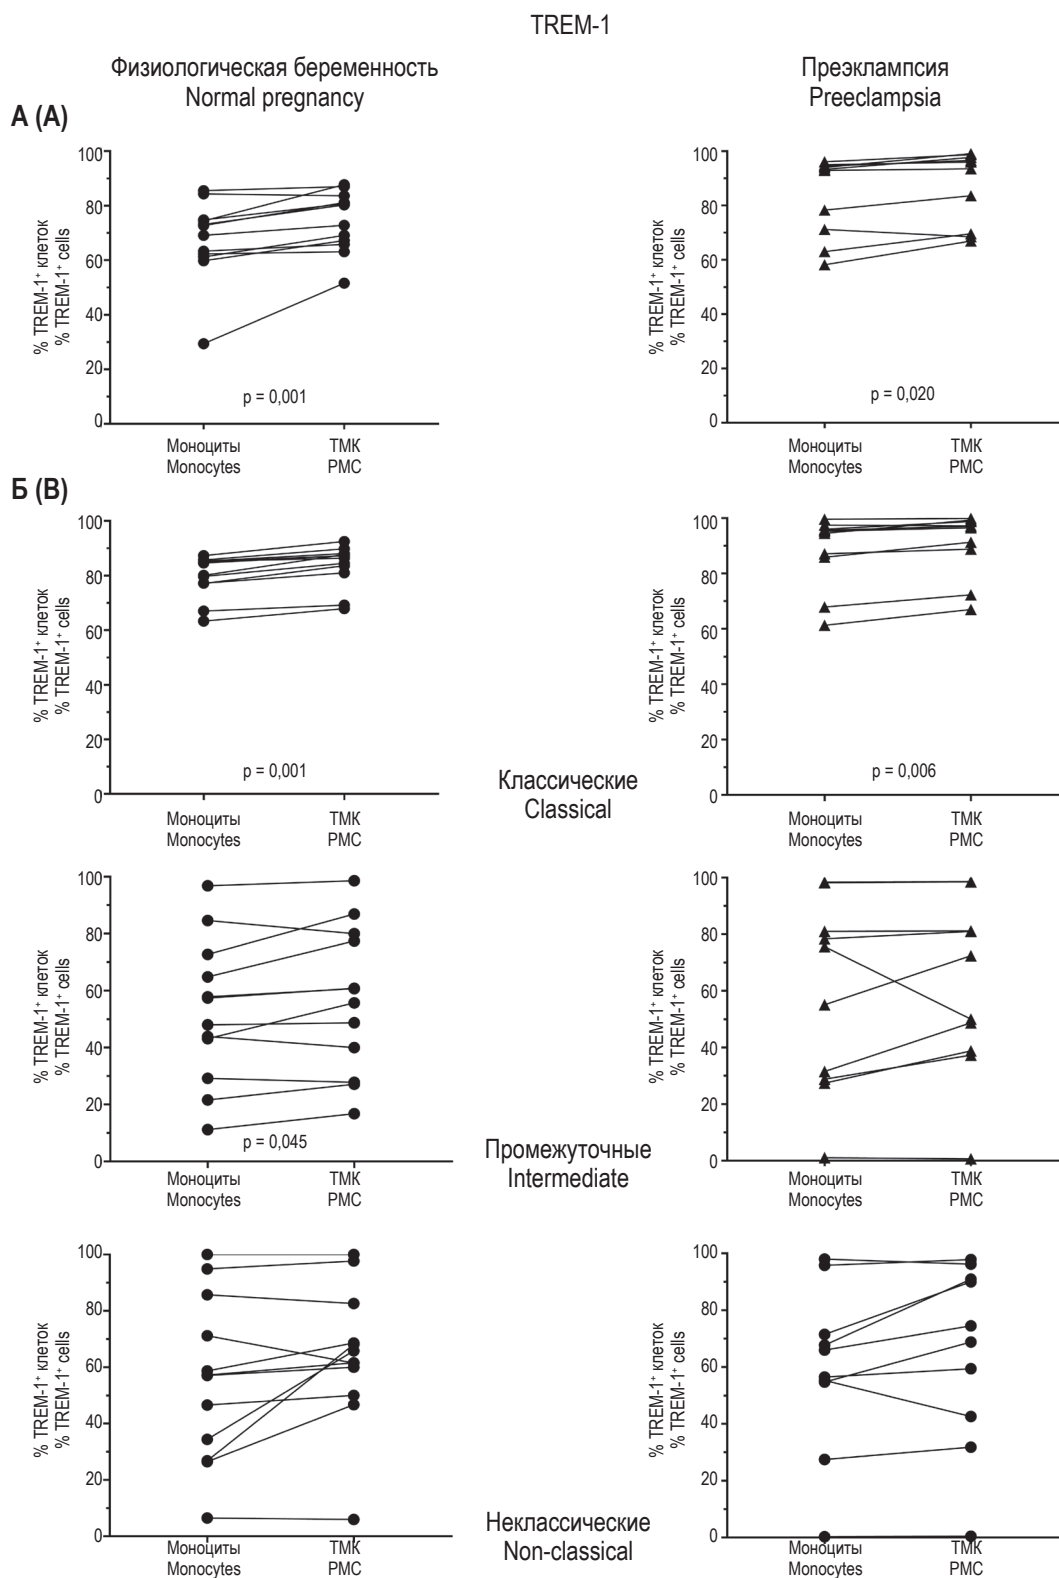 TREM-1
Физиологическая беременность
Normal pregnancy
Преэклампсия
Preeclampsia
А (A)
% TREM-1⁺ клеток
% TREM-1⁺ cells
100
80
60
40
20
0
p = 0,001
Моноциты
Monocytes
ТМК
PMC
% TREM-1⁺ клеток
% TREM-1⁺ cells
100
80
60
40
20
0
p = 0,020
Моноциты
Monocytes
ТМК
PMC
Б (B)
% TREM-1⁺ клеток
% TREM-1⁺ cells
100
80
60
40
20
0
p = 0,001
Моноциты
Monocytes
ТМК
PMC
Классические
Classical
% TREM-1⁺ клеток
% TREM-1⁺ cells
100
80
60
40
20
0
p = 0,006
Моноциты
Monocytes
ТМК
PMC
% TREM-1⁺ клеток
% TREM-1⁺ cells
100
80
60
40
20
0
p = 0,045
Моноциты
Monocytes
ТМК
PMC
Промежуточные
Intermediate
% TREM-1⁺ клеток
% TREM-1⁺ cells
100
80
60
40
20
0
Моноциты
Monocytes
ТМК
PMC
% TREM-1⁺ клеток
% TREM-1⁺ cells
100
80
60
40
20
0
Моноциты
Monocytes
ТМК
PMC
Неклассические
Non-classical
% TREM-1⁺ клеток
% TREM-1⁺ cells
100
80
60
40
20
0
Моноциты
Monocytes
ТМК
PMC